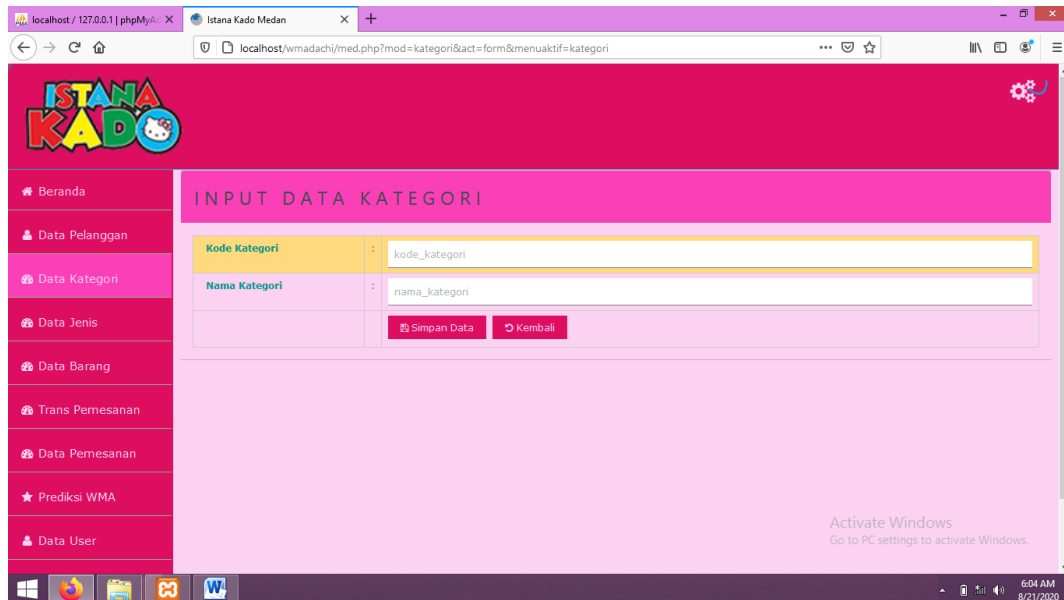 localhost / 127.0.0.1 | phpMyAd
Istana Kado Medan
localhost/wmadachi/med.php?mod=kategori&act=form&menuaktif=kategori
ISTANA
KADO
Beranda
Data Pelanggan
Data Kategori
Data Jenis
Data Barang
Trans Pemesanan
Data Pemesanan
Prediksi WMA
Data User
INPUT DATA KATEGORI
Kode Kategori : kode_kategori
Nama Kategori : nama_kategori
Simpan Data Kembali
Activate Windows
Go to PC settings to activate Windows.
6:04 AM
8/21/2020